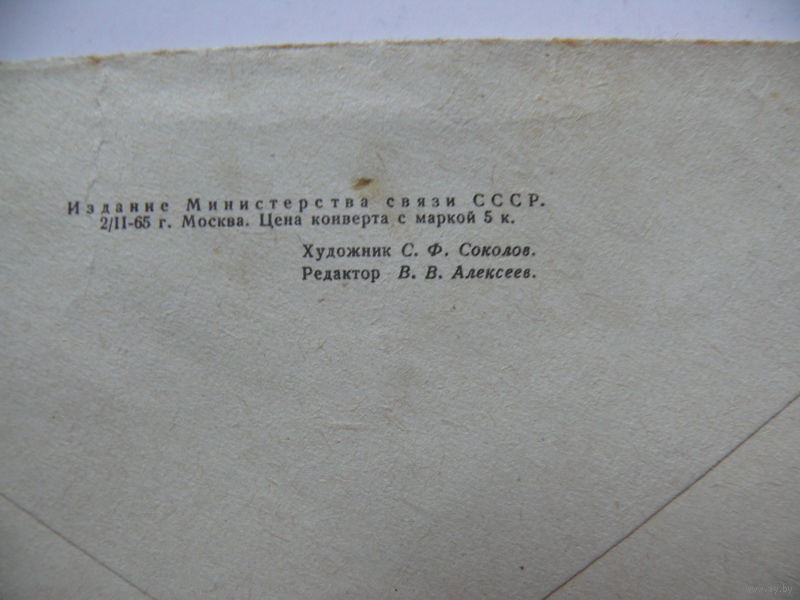 Издание Министерства связи СССР.
2/II-65 г. Москва. Цена конверта с маркой 5 к.
Художник С. Ф. Соколов.
Редактор В. В. Алексеев.